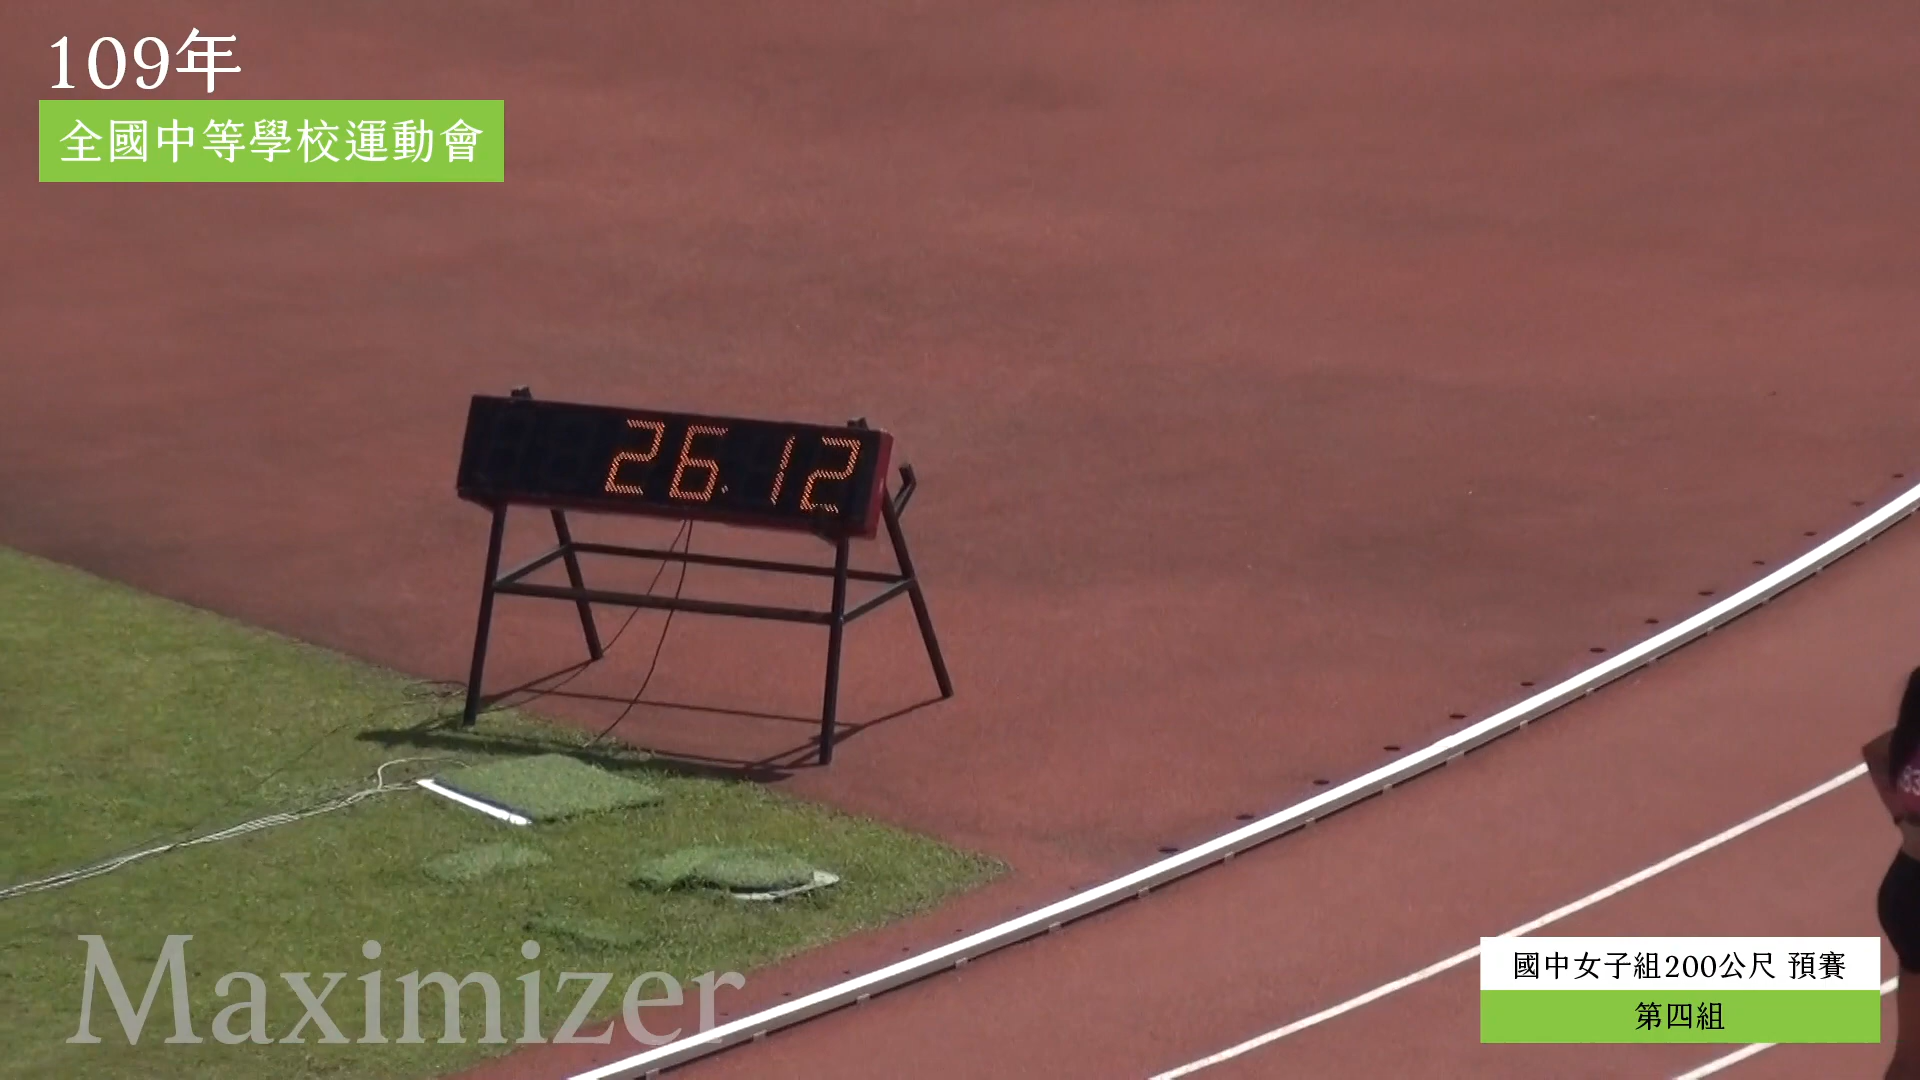 109年
全國中等學校運動會
26.12
Maximizer
國中女子組200公尺 預賽
第四組